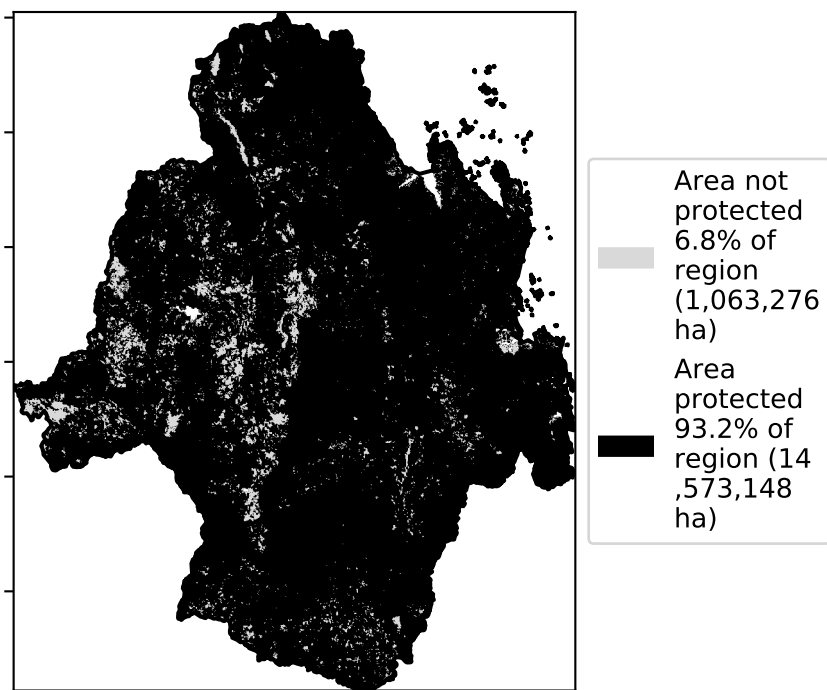 Area not
protected
6.8% of
region
(1,063,276
ha)
Area
protected
93.2% of
region (14
,573,148
ha)